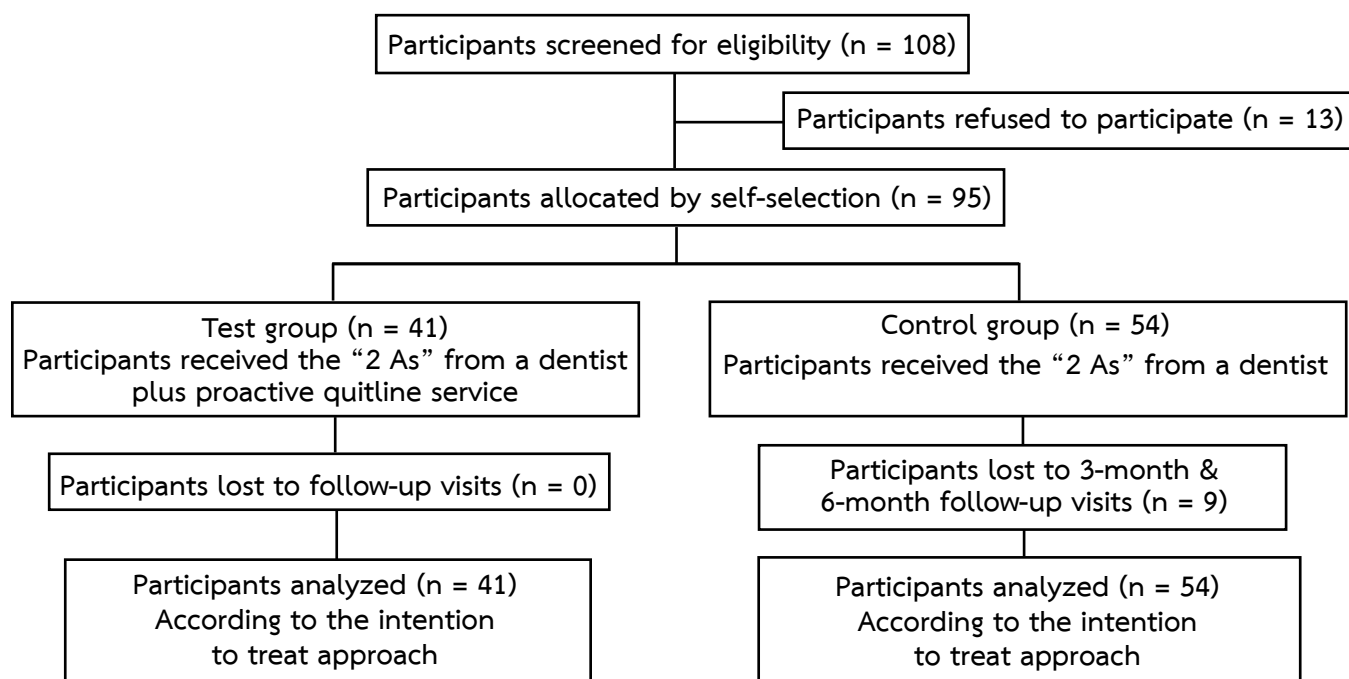 Participants screened for eligibility (n = 108)
Participants refused to participate (n = 13)
Participants allocated by self-selection (n = 95)
Test group (n = 41)
Participants received the “2 As” from a dentist
plus proactive quitline service
Control group (n = 54)
Participants received the “2 As” from a dentist
Participants lost to follow-up visits (n = 0)
Participants lost to 3-month &
6-month follow-up visits (n = 9)
Participants analyzed (n = 41)
According to the intention
to treat approach
Participants analyzed (n = 54)
According to the intention
to treat approach